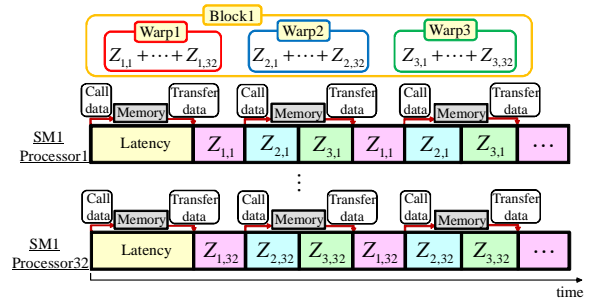 Block1
Warp1 Warp2 Warp3
Z1,1 + ⋯ + Z1,32 Z2,1 + ⋯ + Z2,32 Z3,1 + ⋯ + Z3,32
Call data Memory Transfer data Call data Memory Transfer data Call data Memory Transfer data
SM1 Processor1 Latency Z1,1 Z2,1 Z3,1 Z1,1 Z2,1 Z3,1 ⋯
⋮
Call data Memory Transfer data Call data Memory Transfer data Call data Memory Transfer data
SM1 Processor32 Latency Z1,32 Z2,32 Z3,32 Z1,32 Z2,32 Z3,32 ⋯
time